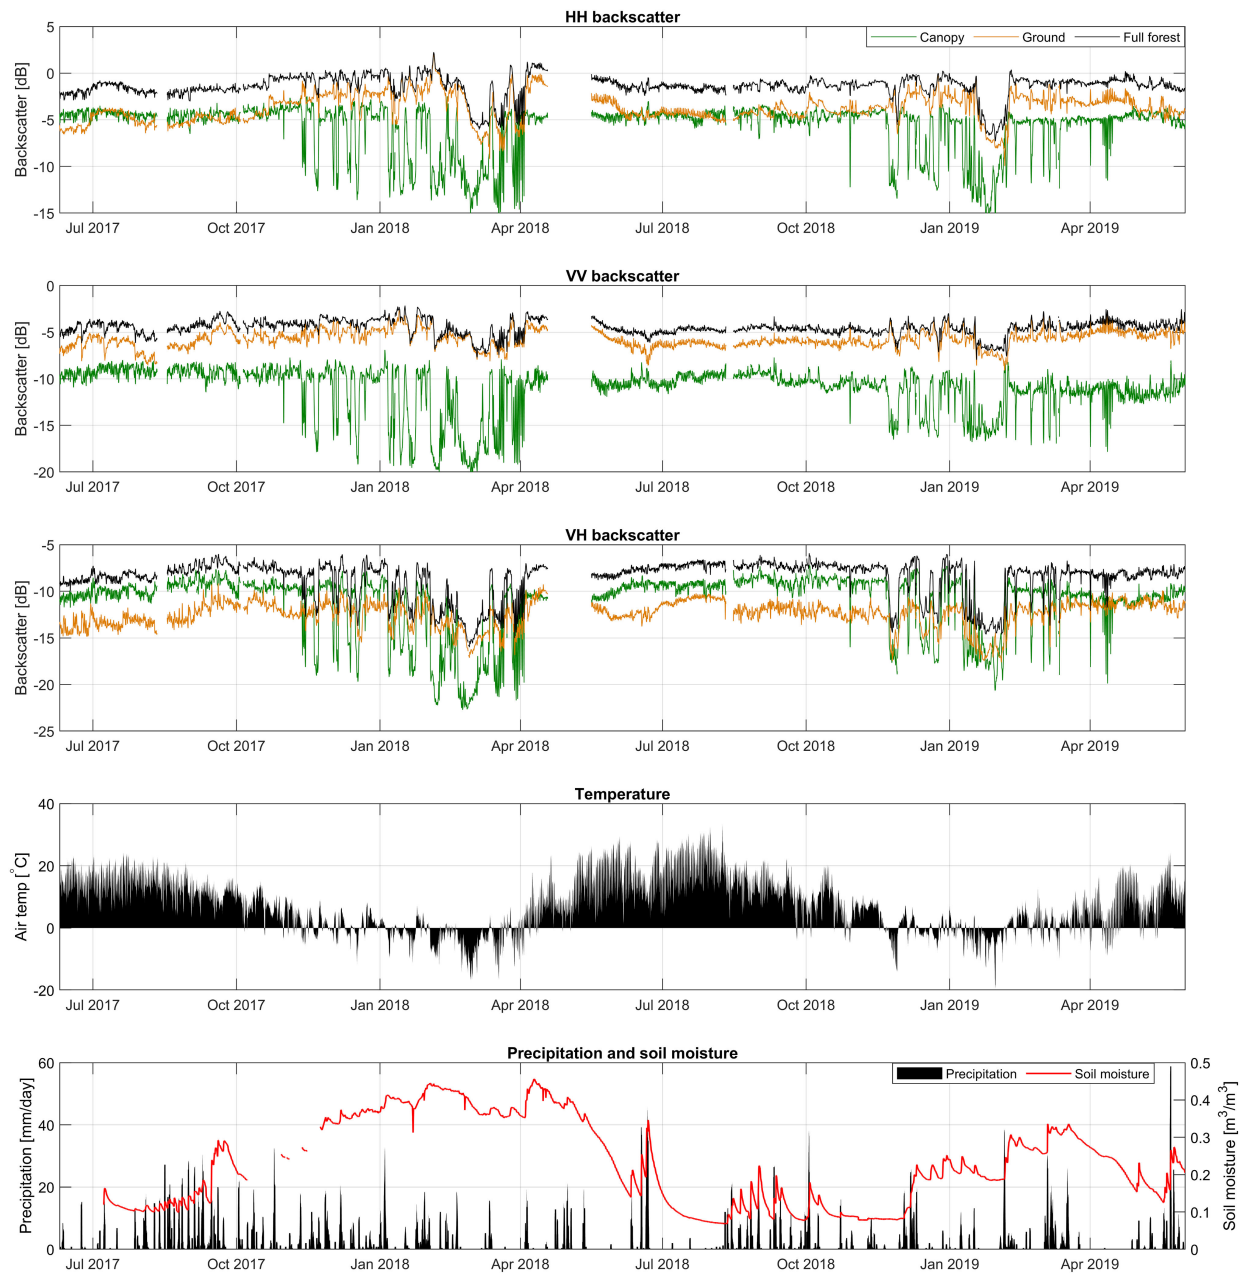 HH backscatter
Canopy Ground Full forest
Backscatter [dB]
5
0
-5
-10
-15
Jul 2017 Oct 2017 Jan 2018 Apr 2018 Jul 2018 Oct 2018 Jan 2019 Apr 2019
VV backscatter
Backscatter [dB]
0
-5
-10
-15
-20
Jul 2017 Oct 2017 Jan 2018 Apr 2018 Jul 2018 Oct 2018 Jan 2019 Apr 2019
VH backscatter
Backscatter [dB]
-5
-10
-15
-20
-25
Jul 2017 Oct 2017 Jan 2018 Apr 2018 Jul 2018 Oct 2018 Jan 2019 Apr 2019
Temperature
Air temp [°C]
40
20
0
-20
Jul 2017 Oct 2017 Jan 2018 Apr 2018 Jul 2018 Oct 2018 Jan 2019 Apr 2019
Precipitation and soil moisture
Precipitation Soil moisture
Precipitation [mm/day]
60
40
20
0
0.5
0.4
0.3
0.2
0.1
0
Soil moisture [m³/m³]
Jul 2017 Oct 2017 Jan 2018 Apr 2018 Jul 2018 Oct 2018 Jan 2019 Apr 2019